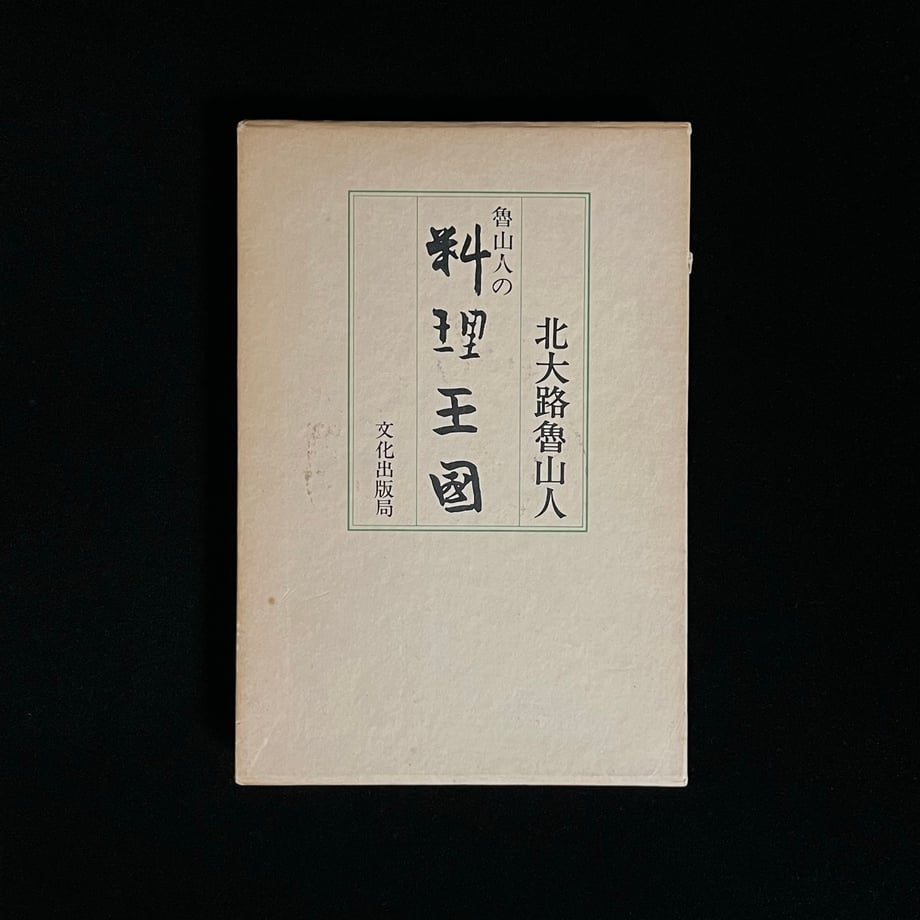 北大路魯山人
魯山人の
料理王國
文化出版局